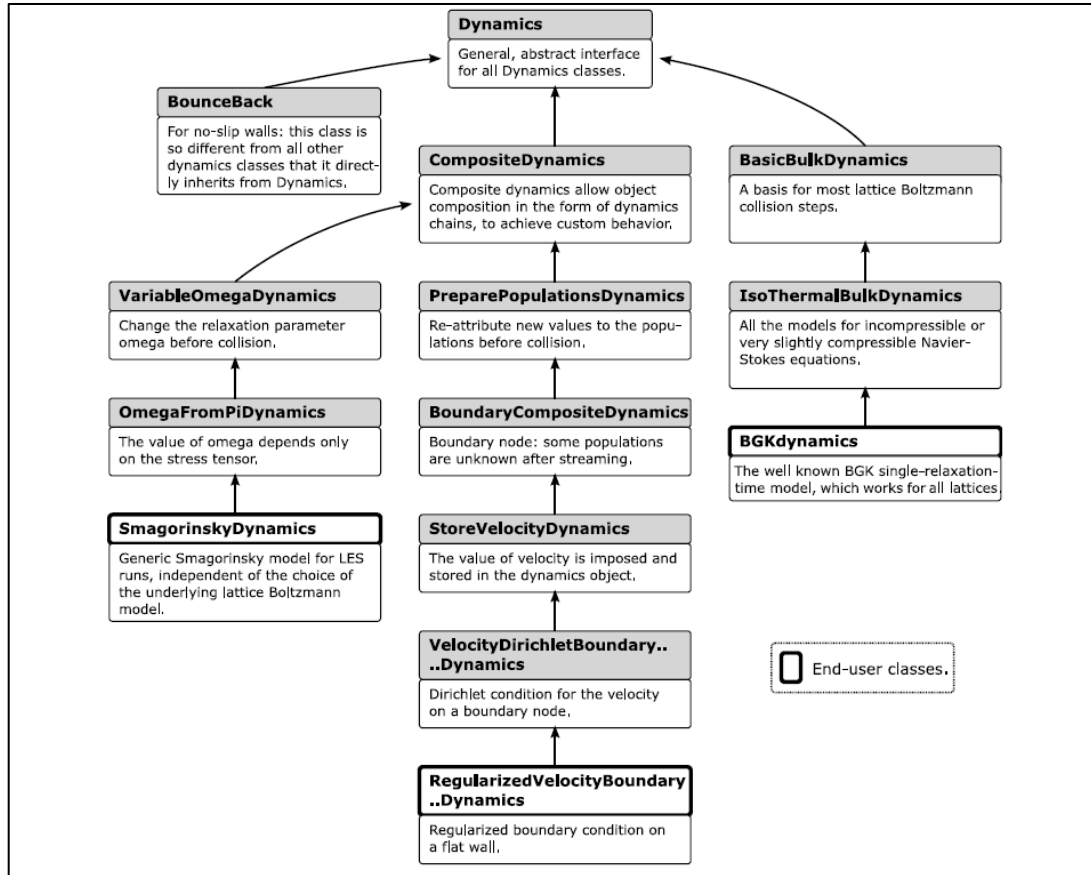 Dynamics
General, abstract interface
for all Dynamics classes.
BounceBack
For no-slip walls: this class is
so different from all other
dynamics classes that it direct-
ly inherits from Dynamics.
CompositeDynamics
Composite dynamics allow object
composition in the form of dynamics
chains, to achieve custom behavior.
BasicBulkDynamics
A basis for most lattice Boltzmann
collision steps.
VariableOmegaDynamics
Change the relaxation parameter
omega before collision.
PreparePopulationsDynamics
Re-attribute new values to the popu-
lations before collision.
IsoThermalBulkDynamics
All the models for incompressible or
very slightly compressible Navier-
Stokes equations.
OmegaFromPiDynamics
The value of omega depends only
on the stress tensor.
BoundaryCompositeDynamics
Boundary node: some populations
are unknown after streaming.
BGKdynamics
The well known BGK single-relaxation-
time model, which works for all lattices.
SmagorinskyDynamics
Generic Smagorinsky model for LES
runs, independent of the choice of
the underlying lattice Boltzmann
model.
StoreVelocityDynamics
The value of velocity is imposed and
stored in the dynamics object.
VelocityDirichletBoundary..
..Dynamics
Dirichlet condition for the velocity
on a boundary node.
End-user classes.
RegularizedVelocityBoundary
..Dynamics
Regularized boundary condition on
a flat wall.